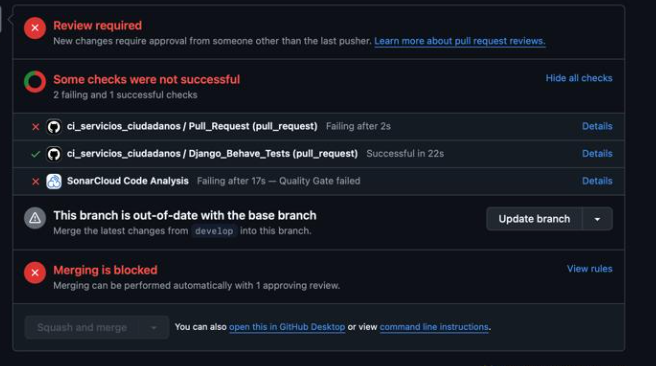 Review required
New changes require approval from someone other than the last pusher. Learn more about pull request reviews.
Some checks were not successful
Hide all checks
2 failing and 1 successful checks
ci_servicios_ciudadanos / Pull_Request (pull_request) Failing after 2s Details
ci_servicios_ciudadanos / Django_Behave_Tests (pull_request) Successful in 22s Details
SonarCloud Code Analysis Failing after 17s — Quality Gate failed Details
This branch is out-of-date with the base branch
Merge the latest changes from develop into this branch.
Update branch
Merging is blocked
View rules
Merging can be performed automatically with 1 approving review.
Squash and merge You can also open this in GitHub Desktop or view command line instructions.